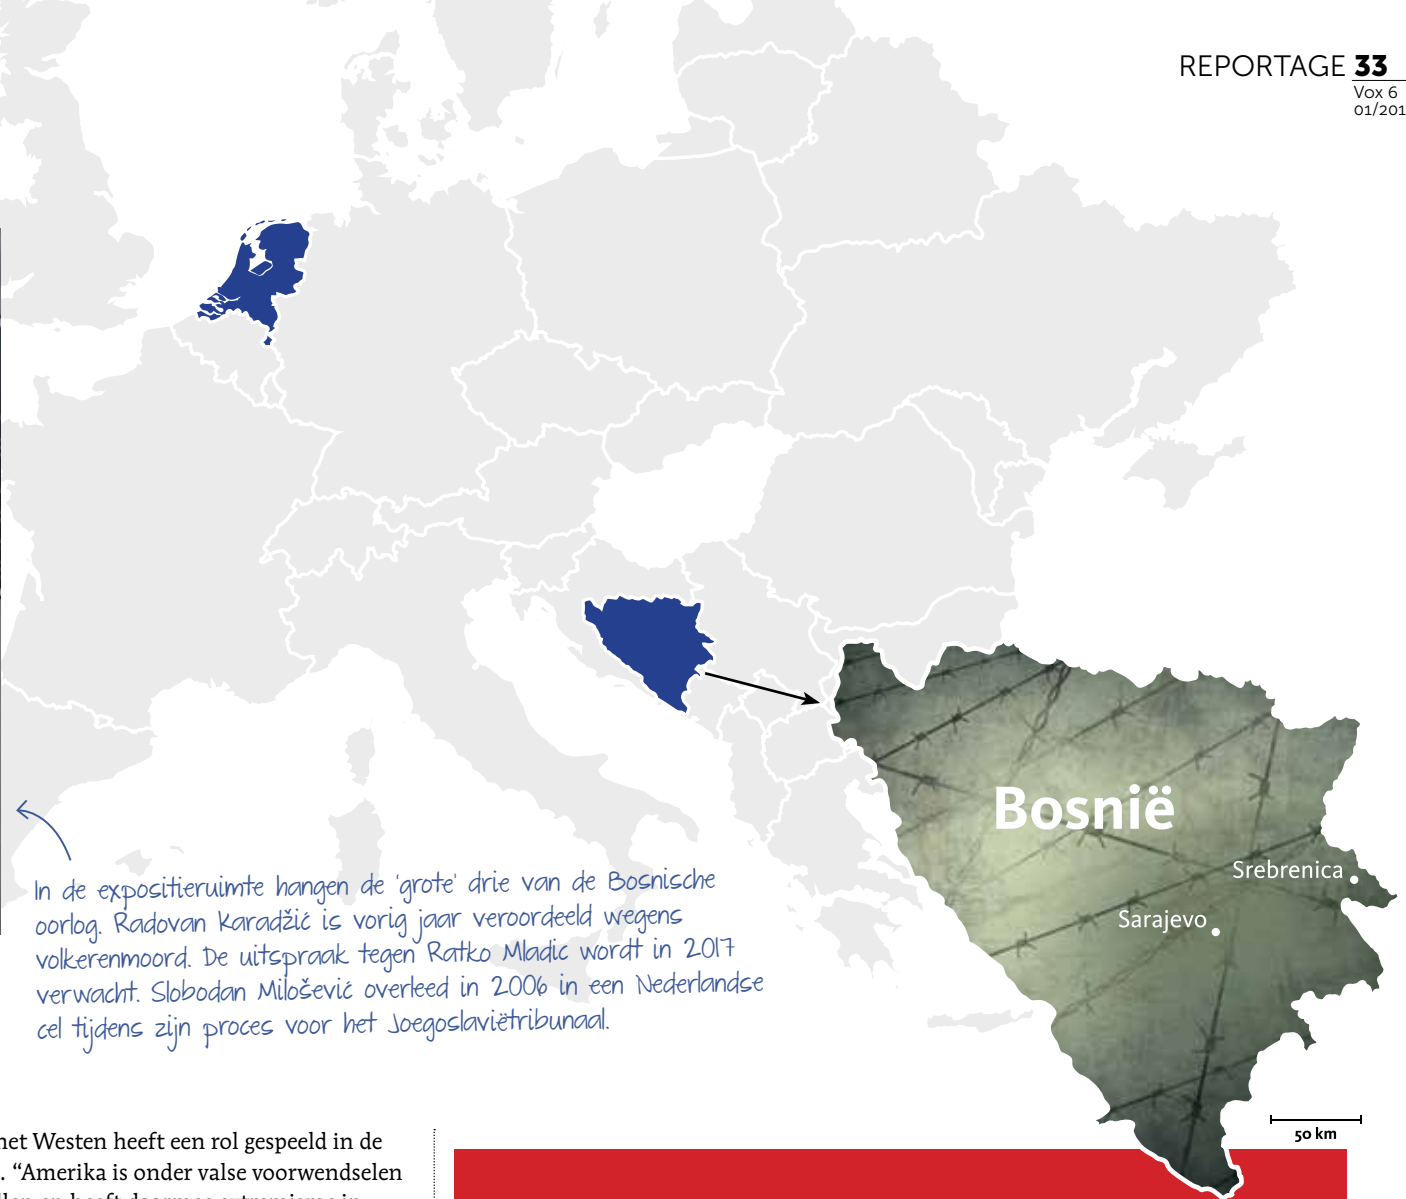 REPORTAGE 33
Vox 6
01/201
Bosnië
Srebrenica
Sarajevo
In de expositieruimte hangen de 'grote' drie van de Bosnische
oorlog. Radovan Karadžić is vorig jaar veroordeeld wegens
volkerenmoord. De uitspraak tegen Ratko Mladic wordt in 2017
verwacht. Slobodan Milošević overleed in 2006 in een Nederlandse
cel tijdens zijn proces voor het Joegoslaviëtribunaal.
50 km
het Westen heeft een rol gespeeld in de
. “Amerika is onder valse voorwendselen